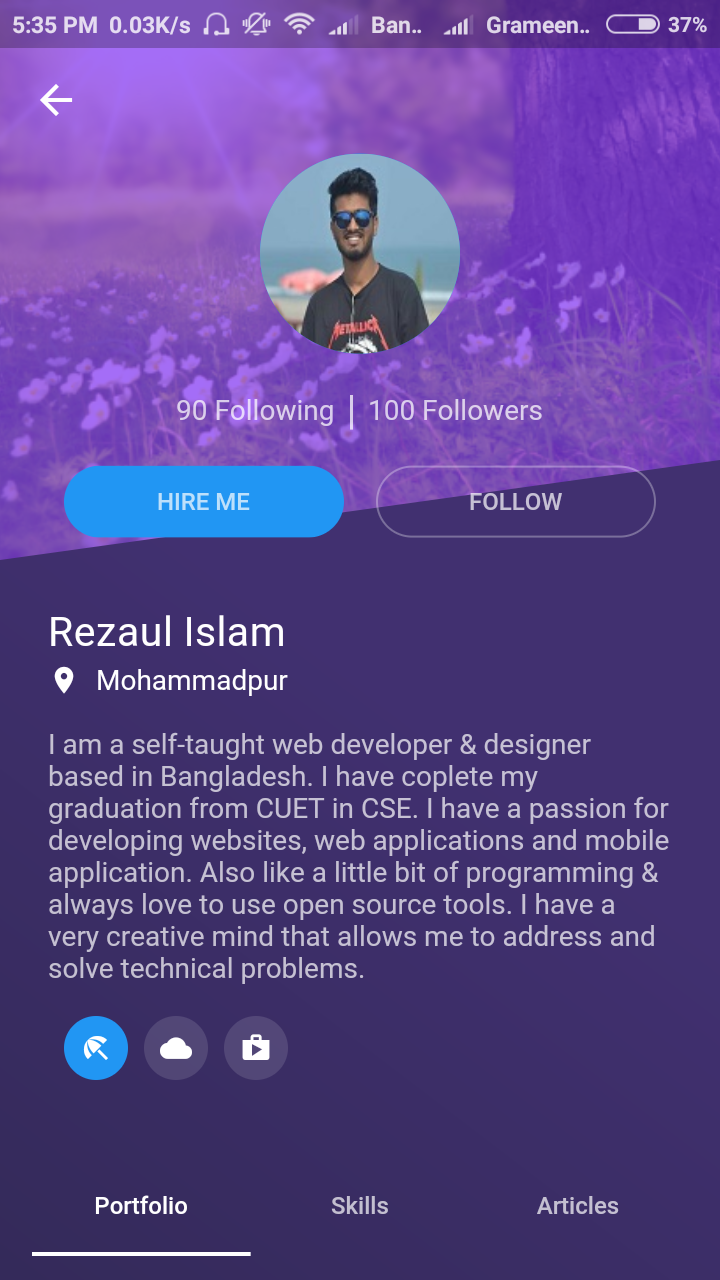 5:35 PM 0.03K/s Ban.. Grameen.. 37%
METALLICA
90 Following | 100 Followers
HIRE ME FOLLOW
Rezaul Islam
Mohammadpur
I am a self-taught web developer & designer
based in Bangladesh. I have coplete my
graduation from CUET in CSE. I have a passion for
developing websites, web applications and mobile
application. Also like a little bit of programming &
always love to use open source tools. I have a
very creative mind that allows me to address and
solve technical problems.
Portfolio Skills Articles